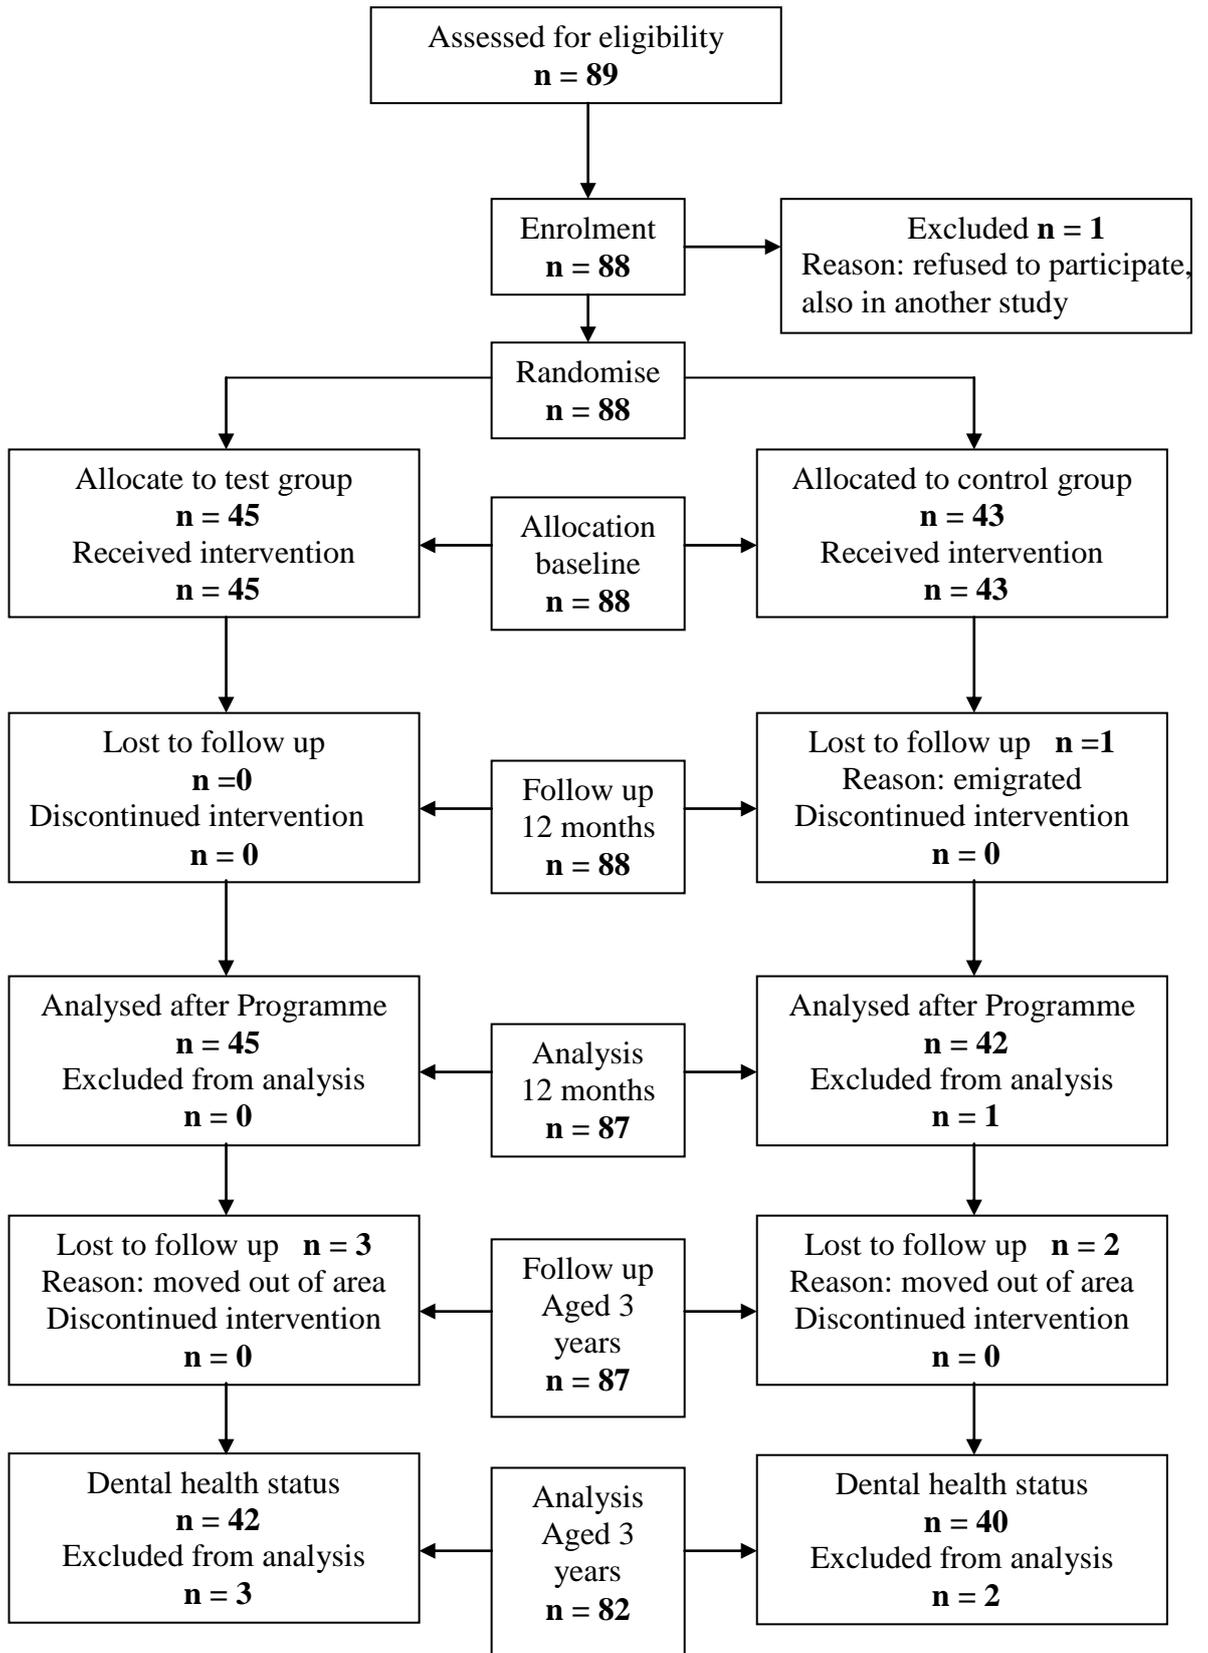 Assessed for eligibility
n = 89
Enrolment
n = 88
Excluded n = 1
Reason: refused to participate,
also in another study
Randomise
n = 88
Allocate to test group
n = 45
Received intervention
n = 45
Allocation
baseline
n = 88
Allocated to control group
n = 43
Received intervention
n = 43
Lost to follow up
n =0
Discontinued intervention
n = 0
Follow up
12 months
n = 88
Lost to follow up n =1
Reason: emigrated
Discontinued intervention
n = 0
Analysed after Programme
n = 45
Excluded from analysis
n = 0
Analysis
12 months
n = 87
Analysed after Programme
n = 42
Excluded from analysis
n = 1
Lost to follow up n = 3
Reason: moved out of area
Discontinued intervention
n = 0
Follow up
Aged 3
years
n = 87
Lost to follow up n = 2
Reason: moved out of area
Discontinued intervention
n = 0
Dental health status
n = 42
Excluded from analysis
n = 3
Analysis
Aged 3
years
n = 82
Dental health status
n = 40
Excluded from analysis
n = 2